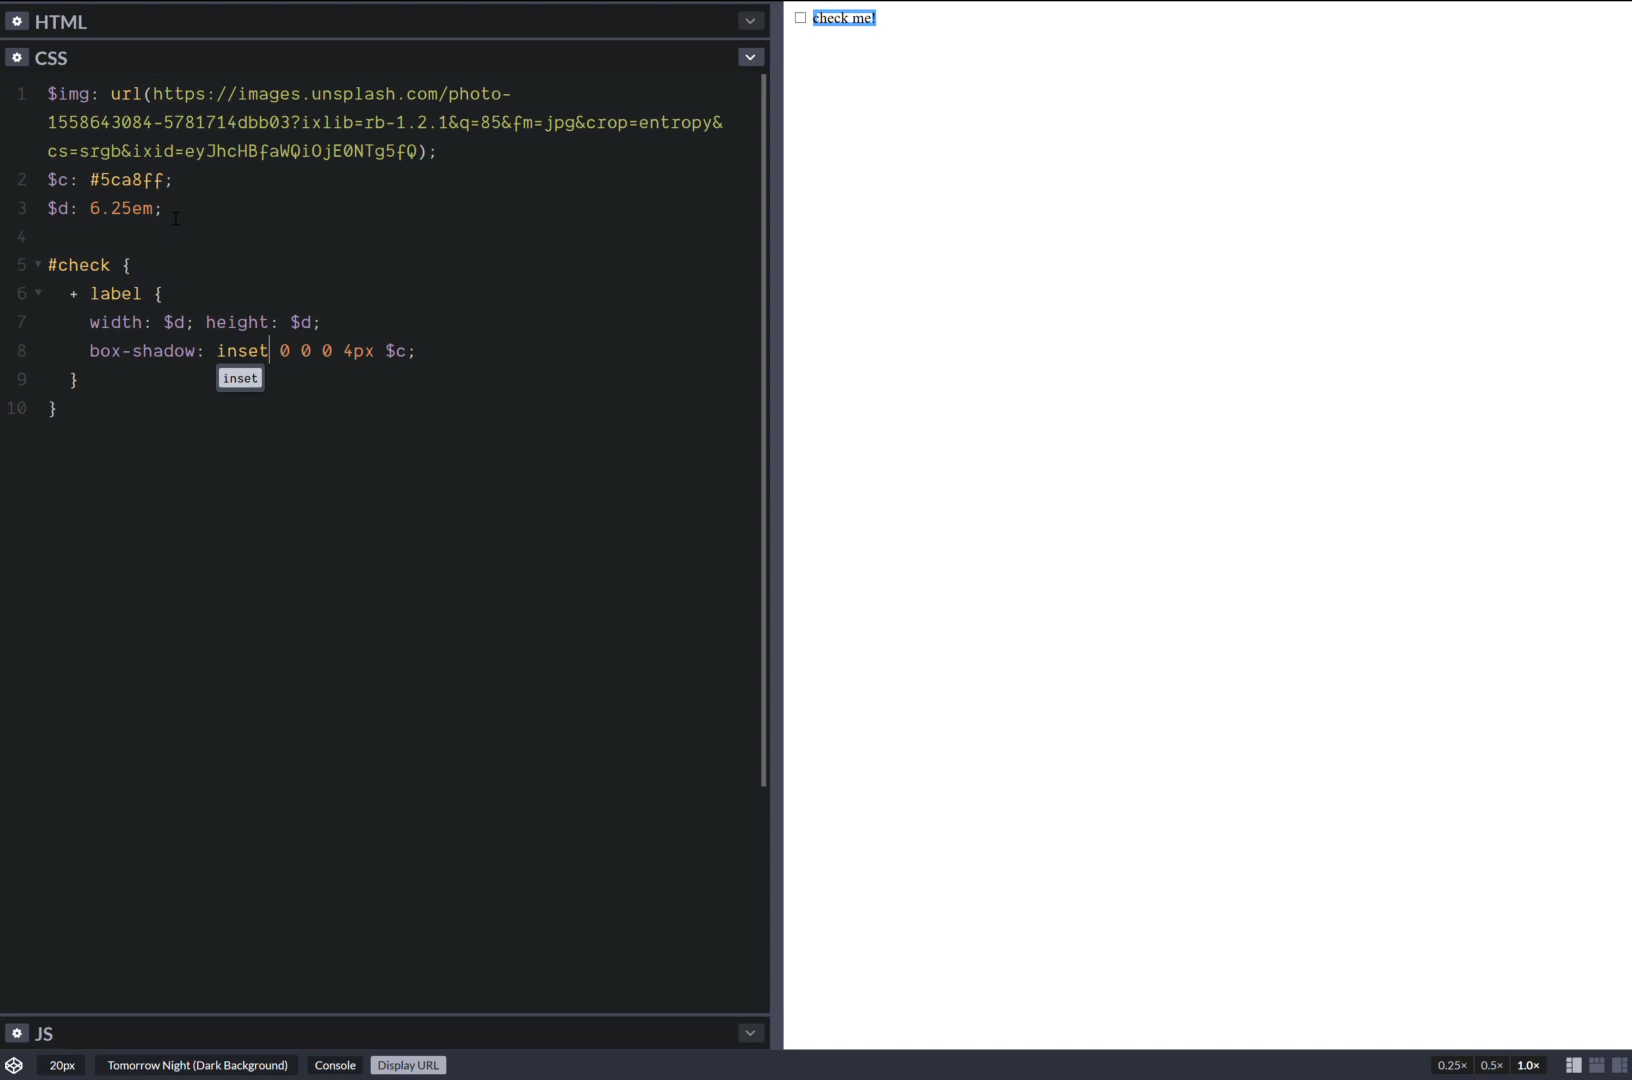 HTML
CSS
1 $img: url(https://images.unsplash.com/photo-
1558643084-5781714dbb03?ixlib=rb-1.2.1&q=85&fm=jpg&crop=entropy&
cs=srgb&ixid=eyJhcHBfaWQiOjE0NTg5fQ);
2 $c: #5ca8ff;
3 $d: 6.25em;
4
5 #check {
6 + label {
7 width: $d; height: $d;
8 box-shadow: inset 0 0 0 4px $c;
inset
9 }
10 }
JS
20px Tomorrow Night (Dark Background) Console Display URL
check me!
0.25× 0.5× 1.0×